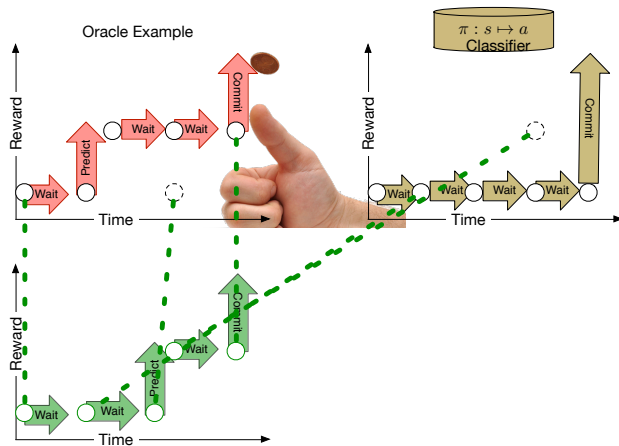 Oracle Example
Reward
Wait
Predict
Wait
Wait
Commit
Time
π : s ↦ a
Classifier
Reward
Wait
Wait
Wait
Wait
Commit
Time
Reward
Wait
Wait
Predict
Wait
Commit
Time